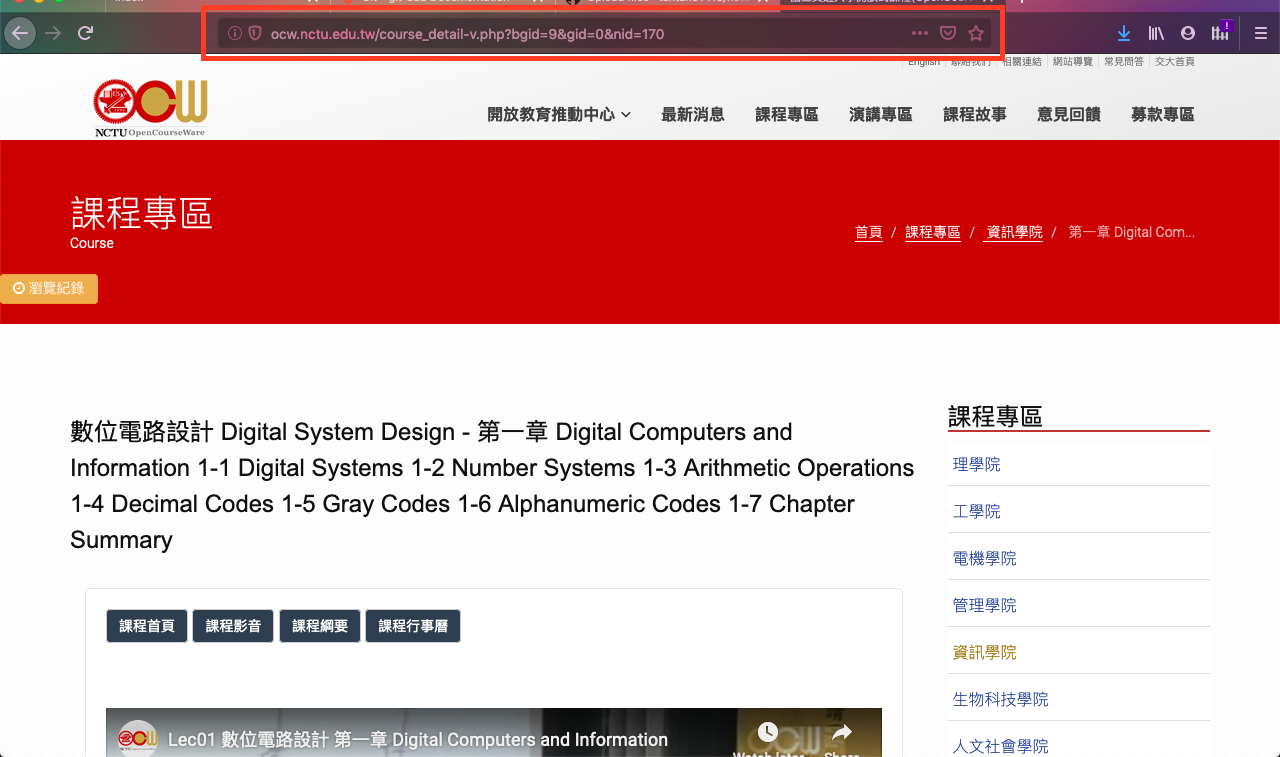 ocw.nctu.edu.tw/course_detail-v.php?bgid=9&gid=0&nid=170
English 聯絡我們 相關連結 網站導覽 常見問答 交大首頁
OCW
NCTU OpenCourseWare
開放教育推動中心 最新消息 課程專區 演講專區 課程故事 意見回饋 募款專區
課程專區
Course
首頁 / 課程專區 / 資訊學院 / 第一章 Digital Com...
瀏覽紀錄
數位電路設計 Digital System Design - 第一章 Digital Computers and
Information 1-1 Digital Systems 1-2 Number Systems 1-3 Arithmetic Operations
1-4 Decimal Codes 1-5 Gray Codes 1-6 Alphanumeric Codes 1-7 Chapter
Summary
課程首頁 課程影音 課程綱要 課程行事曆
Lec01 數位電路設計 第一章 Digital Computers and Information
Watch later Share
課程專區
理學院
工學院
電機學院
管理學院
資訊學院
生物科技學院
人文社會學院